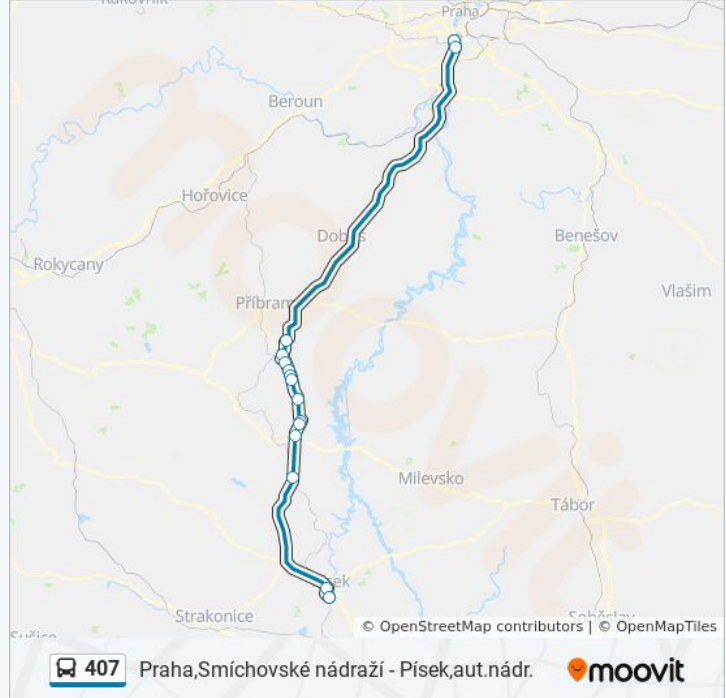 Rakovník
Praha
Beroun
Hořovice
Dobříš
Benešov
Rokycany
Vlašim
Příbram
Milevsko
Tábor
Strakonice
© OpenStreetMap contributors | © OpenMapTiles
407 Praha,Smíchovské nádraží - Písek,aut.nádr. moovit